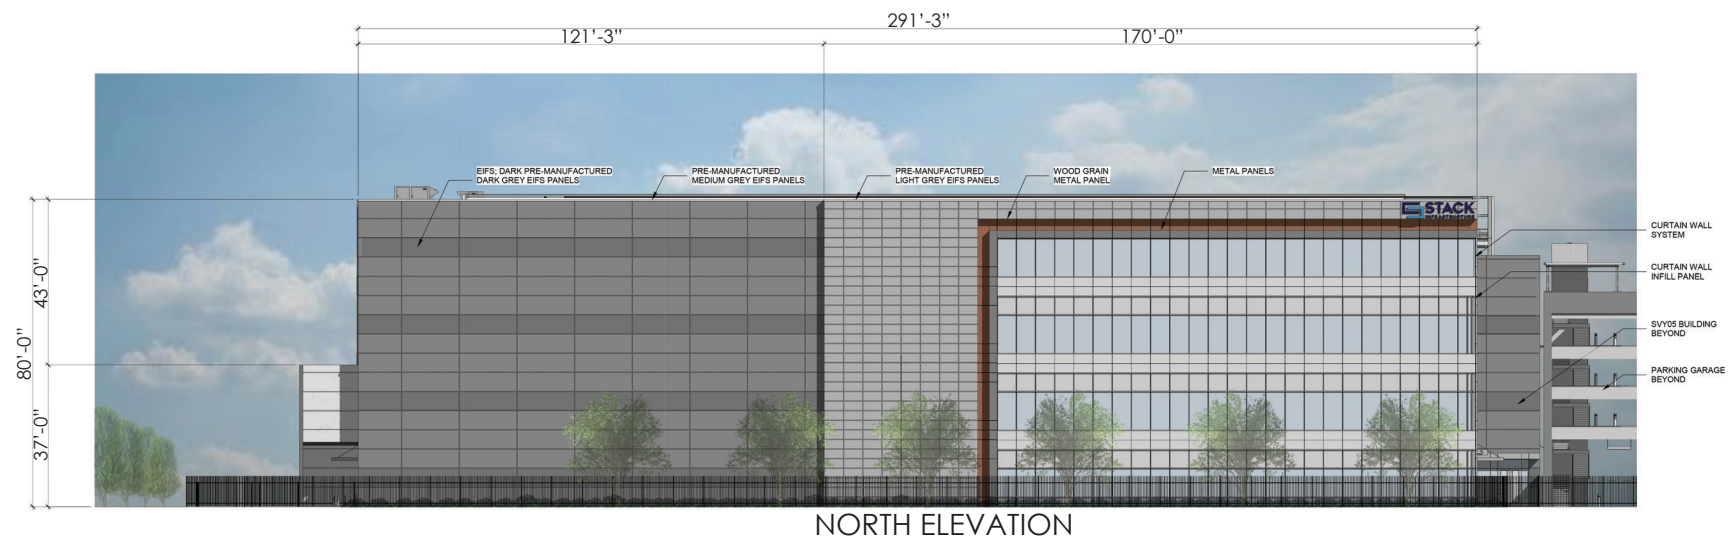 291'-3"
121'-3"
170'-0"
EIFS; DARK PRE-MANUFACTURED
DARK GREY EIFS PANELS
PRE-MANUFACTURED
MEDIUM GREY EIFS PANELS
PRE-MANUFACTURED
LIGHT GREY EIFS PANELS
WOOD GRAIN
METAL PANEL
METAL PANELS
STACK
INFRASTRUCTURE
CURTAIN WALL
SYSTEM
CURTAIN WALL
INFILL PANEL
SVY05 BUILDING
BEYOND
PARKING GARAGE
BEYOND
80'-0"
43'-0"
37'-0"
NORTH ELEVATION